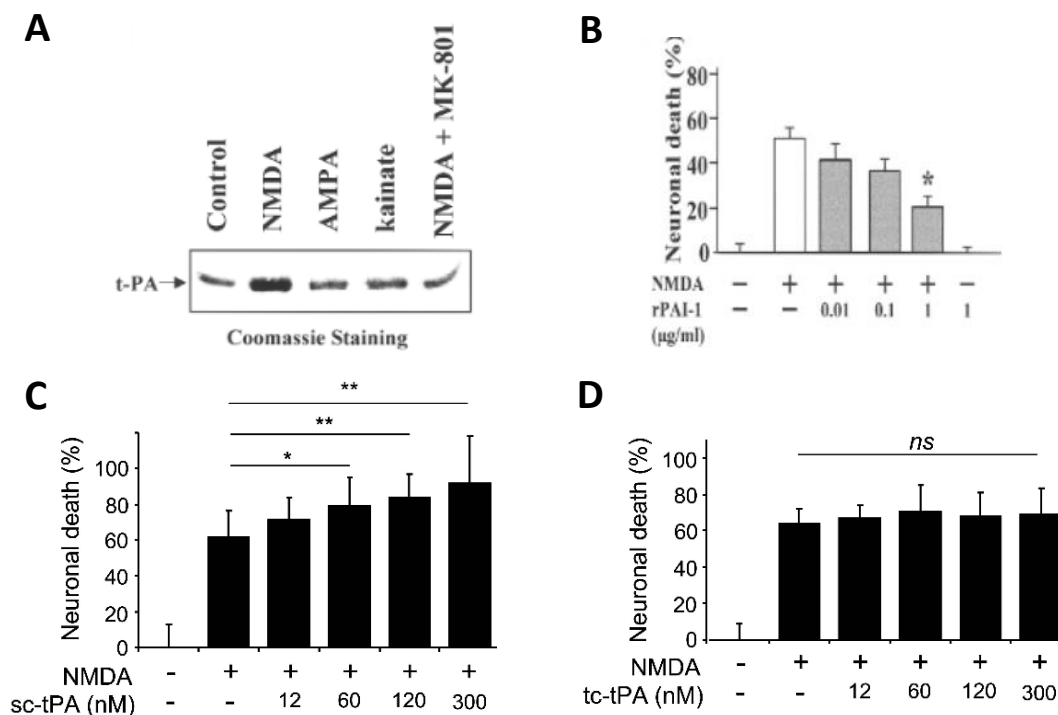 A
Control
NMDA
AMPA
kainate
NMDA + MK-801
t-PA
Coomassie Staining
B
Neuronal death (%)
80
60
40
20
0
*
NMDA - + + + + -
rPAI-1 - - 0.01 0.1 1 1
(µg/ml)
C
Neuronal death (%)
100
80
60
40
20
0
**
**
*
NMDA - + + + + +
sc-tPA (nM) - - 12 60 120 300
D
Neuronal death (%)
100
80
60
40
20
0
ns
NMDA - + + + + +
tc-tPA (nM) - - 12 60 120 300